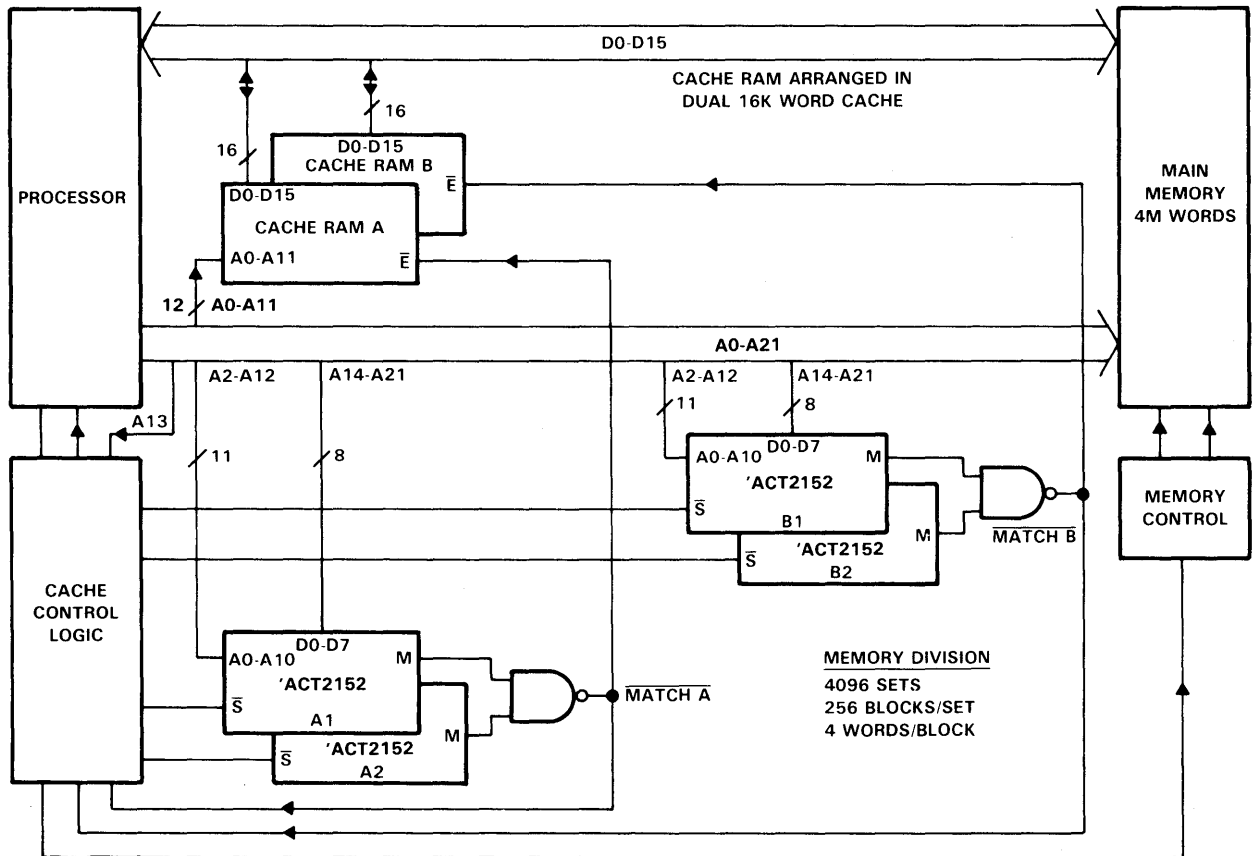 D0-D15
CACHE RAM ARRANGED IN
DUAL 16K WORD CACHE
PROCESSOR
16
16
D0-D15
CACHE RAM B
E̅
D0-D15
CACHE RAM A
A0-A11
E̅
12
A0-A11
MAIN
MEMORY
4M WORDS
A0-A21
A2-A12
A14-A21
A2-A12
A14-A21
A13
11
8
11
8
A0-A10
D0-D7
M
'ACT2152
S̅
B1
'ACT2152
M
S̅
B2
M̅A̅T̅C̅H̅ ̅B̅
MEMORY
CONTROL
CACHE
CONTROL
LOGIC
A0-A10
D0-D7
M
'ACT2152
S̅
A1
'ACT2152
M
S̅
A2
M̅A̅T̅C̅H̅ ̅A̅
MEMORY DIVISION
4096 SETS
256 BLOCKS/SET
4 WORDS/BLOCK